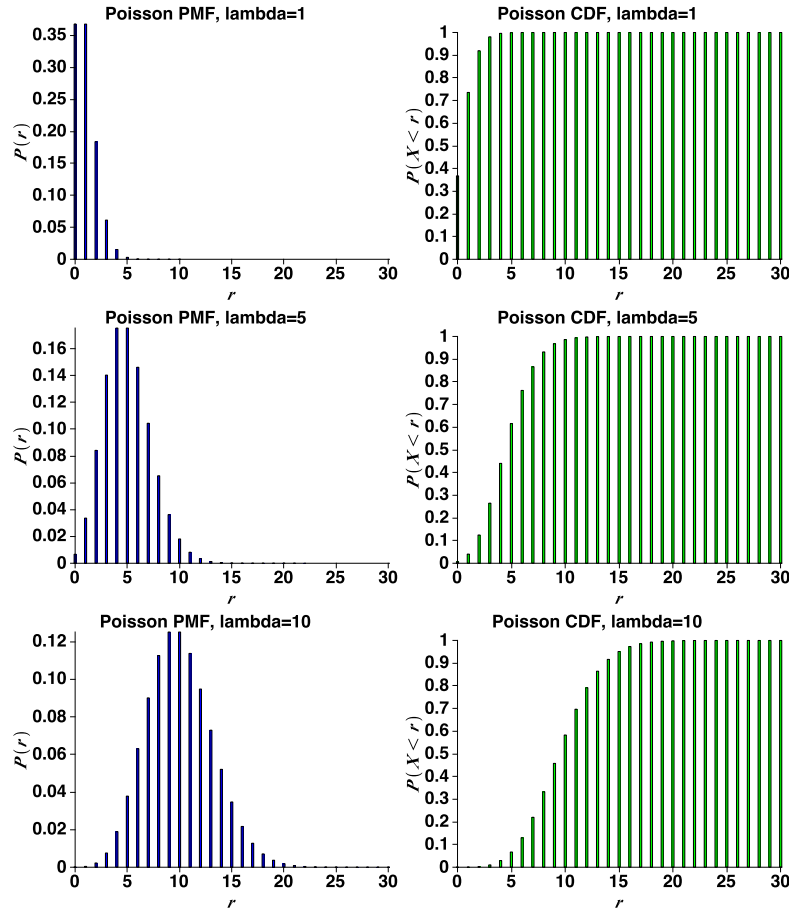 Poisson PMF, lambda=1
0.35
0.30
0.25
0.20
0.15
0.10
0.05
0
P(r)
0 5 10 15 20 25 30
r
Poisson CDF, lambda=1
1
0.9
0.8
0.7
0.6
0.5
0.4
0.3
0.2
0.1
0
P(X < r)
0 5 10 15 20 25 30
r
Poisson PMF, lambda=5
0.16
0.14
0.12
0.10
0.08
0.06
0.04
0.02
0
P(r)
0 5 10 15 20 25 30
r
Poisson CDF, lambda=5
1
0.9
0.8
0.7
0.6
0.5
0.4
0.3
0.2
0.1
0
P(X < r)
0 5 10 15 20 25 30
r
Poisson PMF, lambda=10
0.12
0.10
0.08
0.06
0.04
0.02
0
P(r)
0 5 10 15 20 25 30
r
Poisson CDF, lambda=10
1
0.9
0.8
0.7
0.6
0.5
0.4
0.3
0.2
0.1
0
P(X < r)
0 5 10 15 20 25 30
r